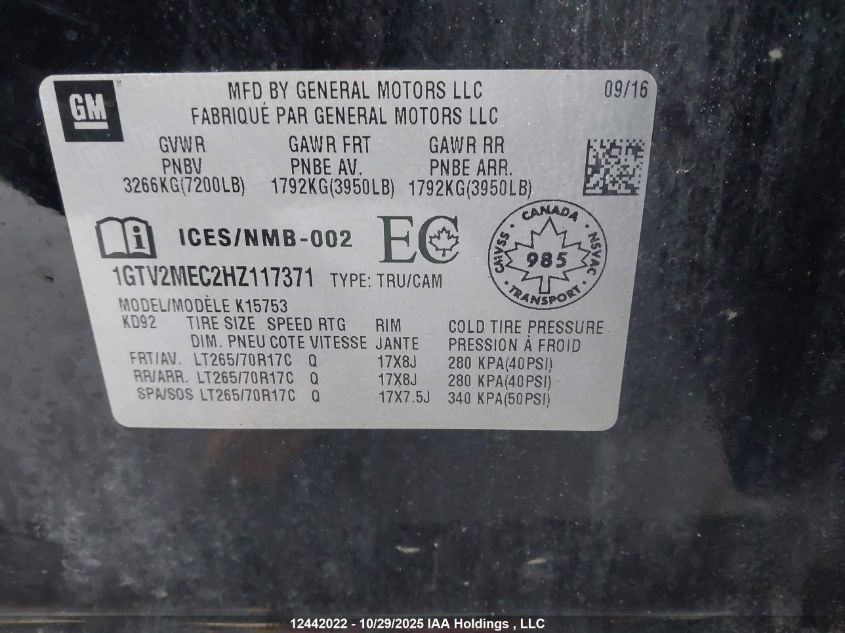 GM
MFD BY GENERAL MOTORS LLC 09/16
FABRIQUÉ PAR GENERAL MOTORS LLC
GVWR GAWR FRT GAWR RR
PNBV PNBE AV. PNBE ARR.
3266KG(7200LB) 1792KG(3950LB) 1792KG(3950LB)
ICES/NMB-002 EC
CANADA
CMVSS 985 NSVAC
TRANSPORT
1GTV2MEC2HZ117371 TYPE: TRU/CAM
MODEL/MODÈLE K15753
KD92 TIRE SIZE SPEED RTG RIM COLD TIRE PRESSURE
DIM. PNEU COTE VITESSE JANTE PRESSION À FROID
FRT/AV. LT265/70R17C Q 17X8J 280 KPA(40PSI)
RR/ARR. LT265/70R17C Q 17X8J 280 KPA(40PSI)
SPA/SOS LT265/70R17C Q 17X7.5J 340 KPA(50PSI)
12442022 - 10/29/2025 IAA Holdings , LLC